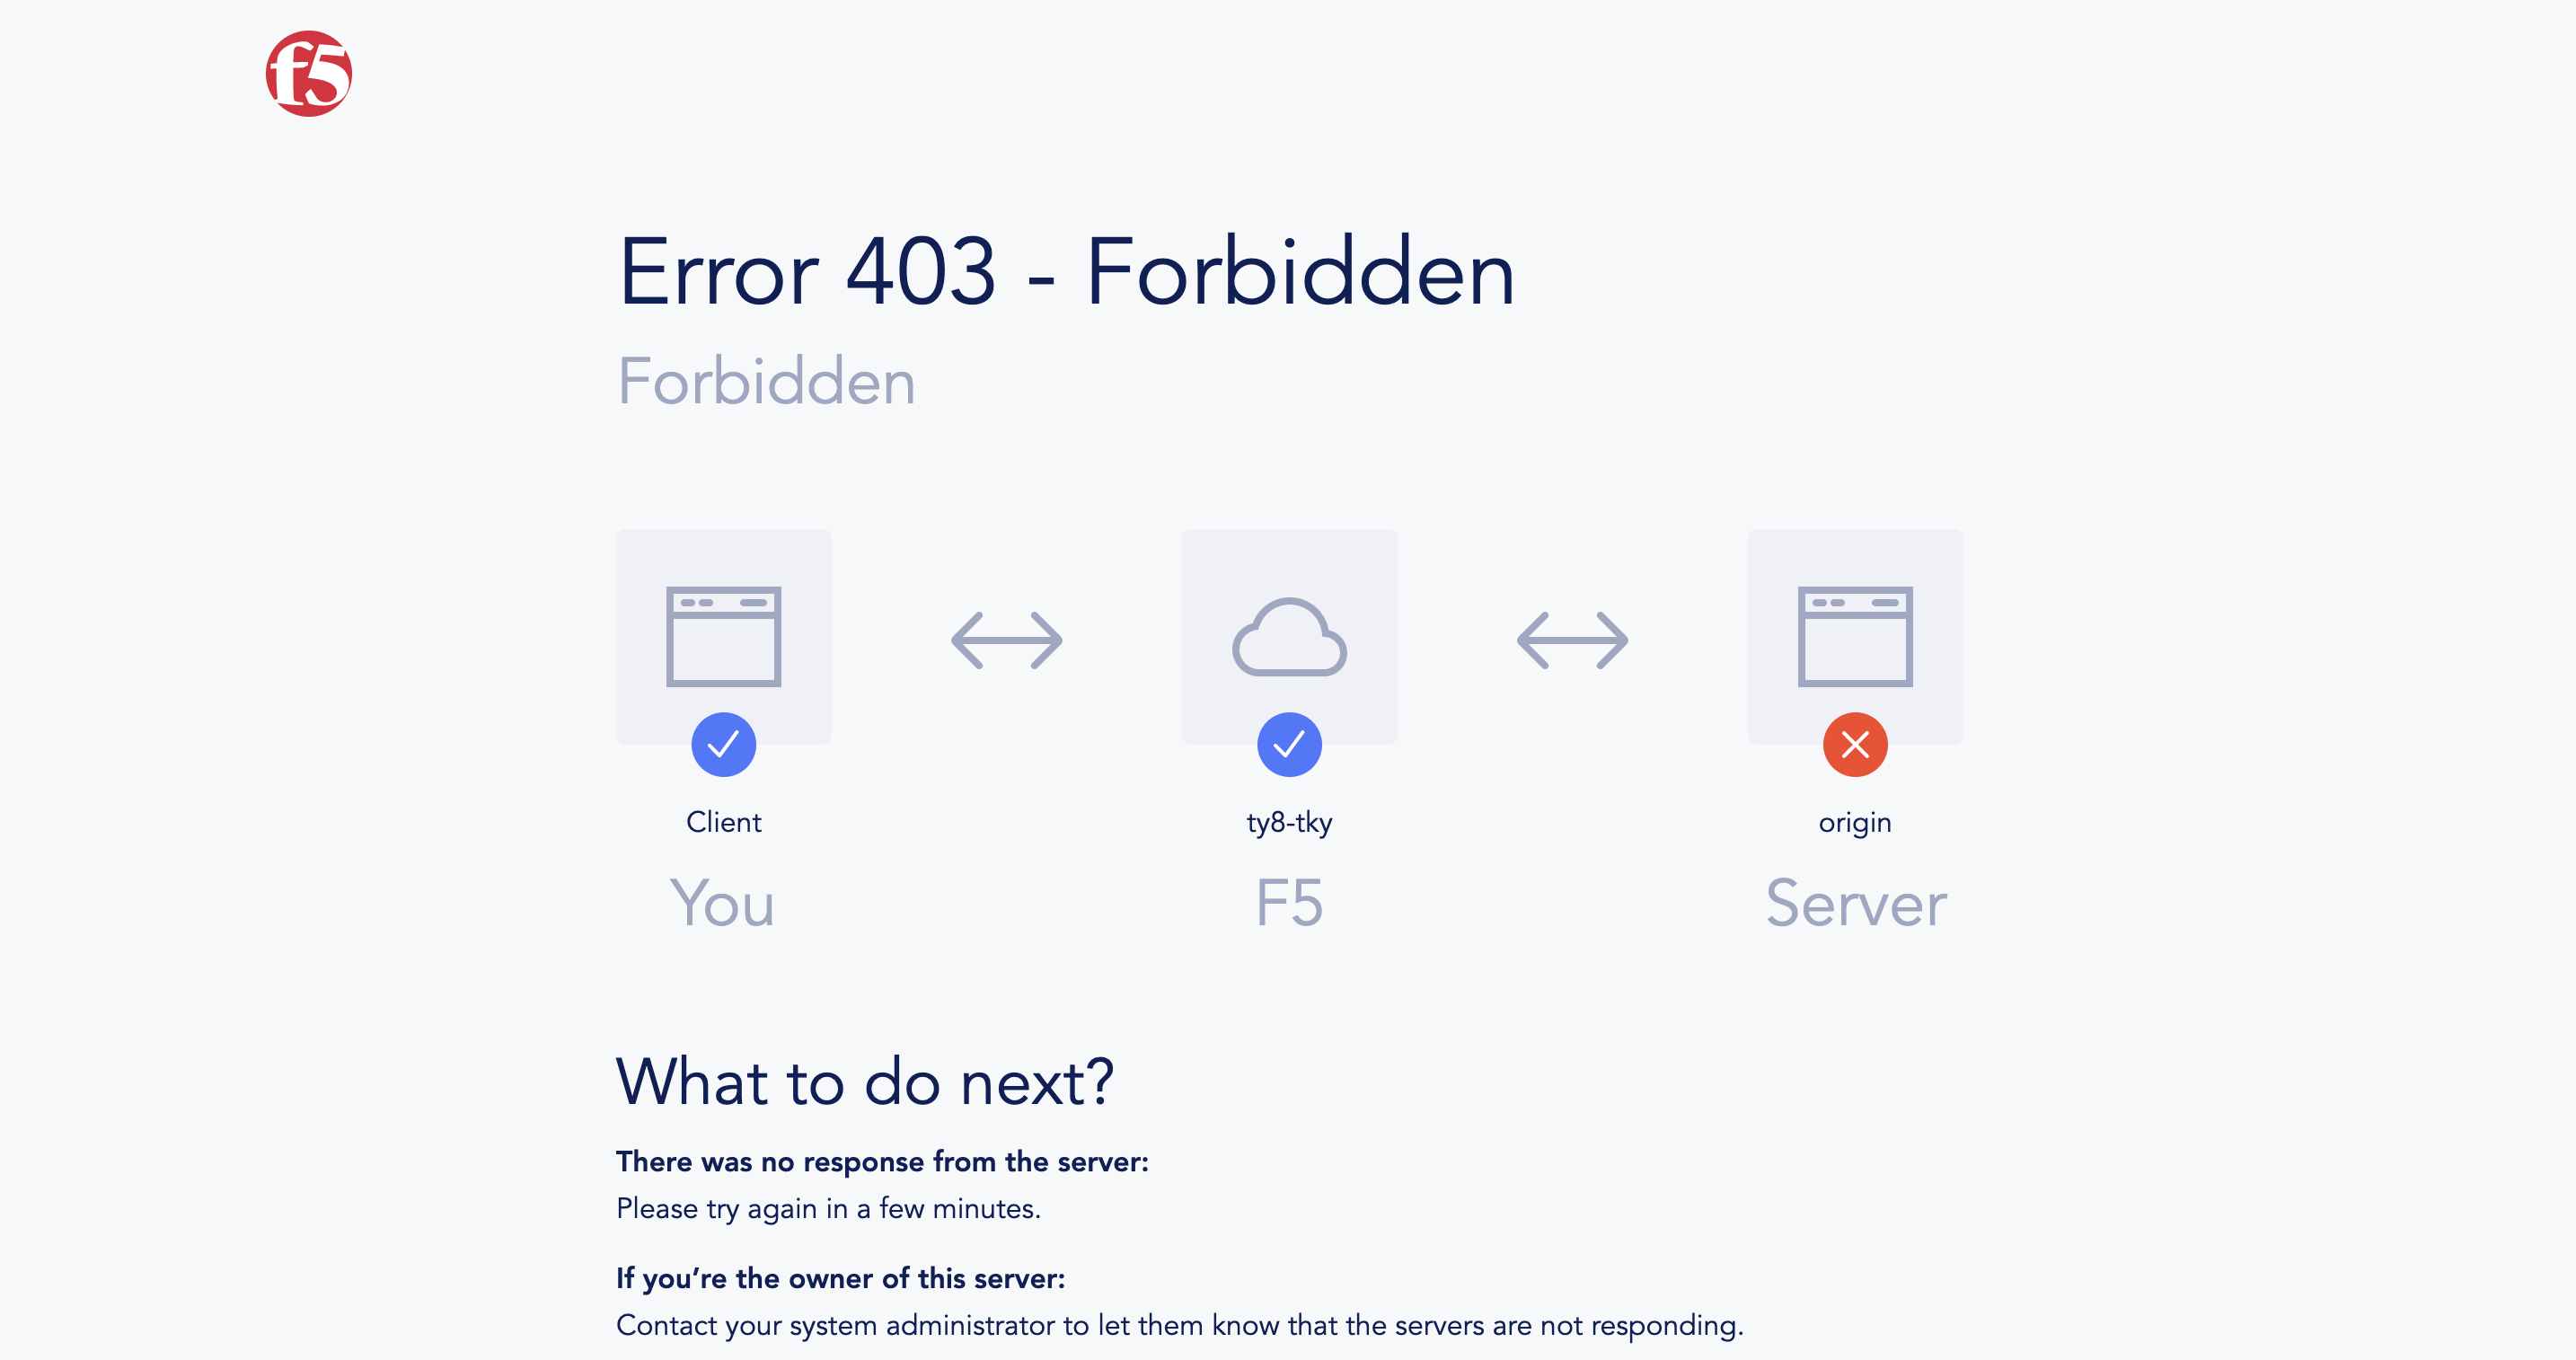 f5
Error 403 - Forbidden
Forbidden
Client
ty8-tky
origin
You
F5
Server
What to do next?
There was no response from the server:
Please try again in a few minutes.
If you’re the owner of this server:
Contact your system administrator to let them know that the servers are not responding.